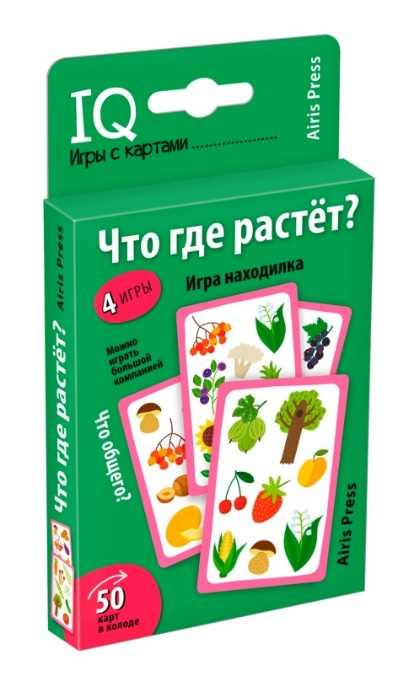 IQ
Игры с картами
Airis Press
Что где растёт?
4 ИГРЫ
Игра находилка
Можно
играть
большой
компанией
Что общего?
50
карт
в колоде
Airis Press
Airis Press
Что где растёт?